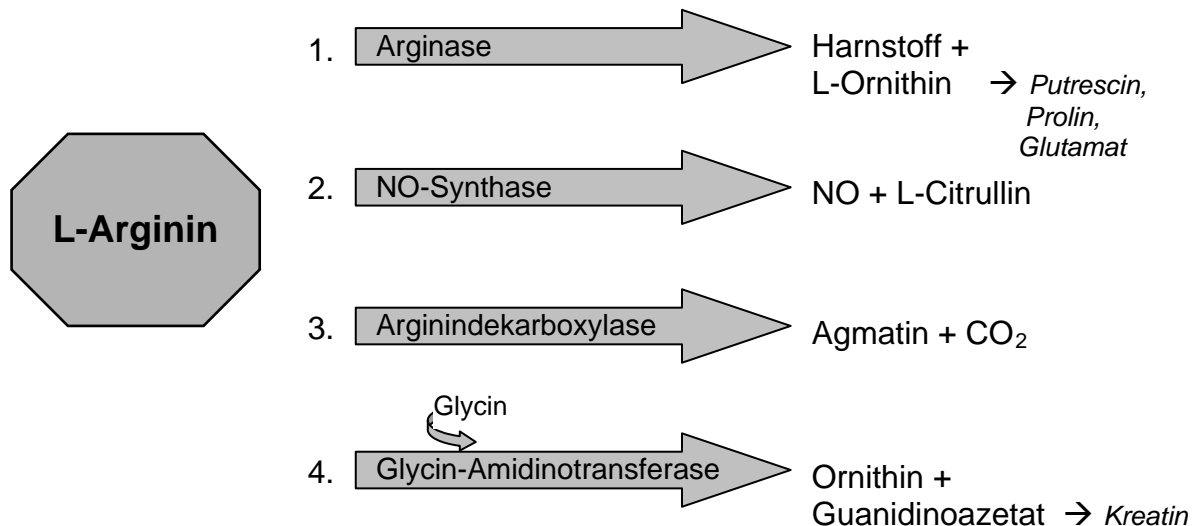 L-Arginin
1. Arginase Harnstoff +
L-Ornithin → Putrescin,
Prolin,
Glutamat
2. NO-Synthase NO + L-Citrullin
3. Arginindekarboxylase Agmatin + CO₂
Glycin
4. Glycin-Amidinotransferase Ornithin +
Guanidinoazetat → Kreatin